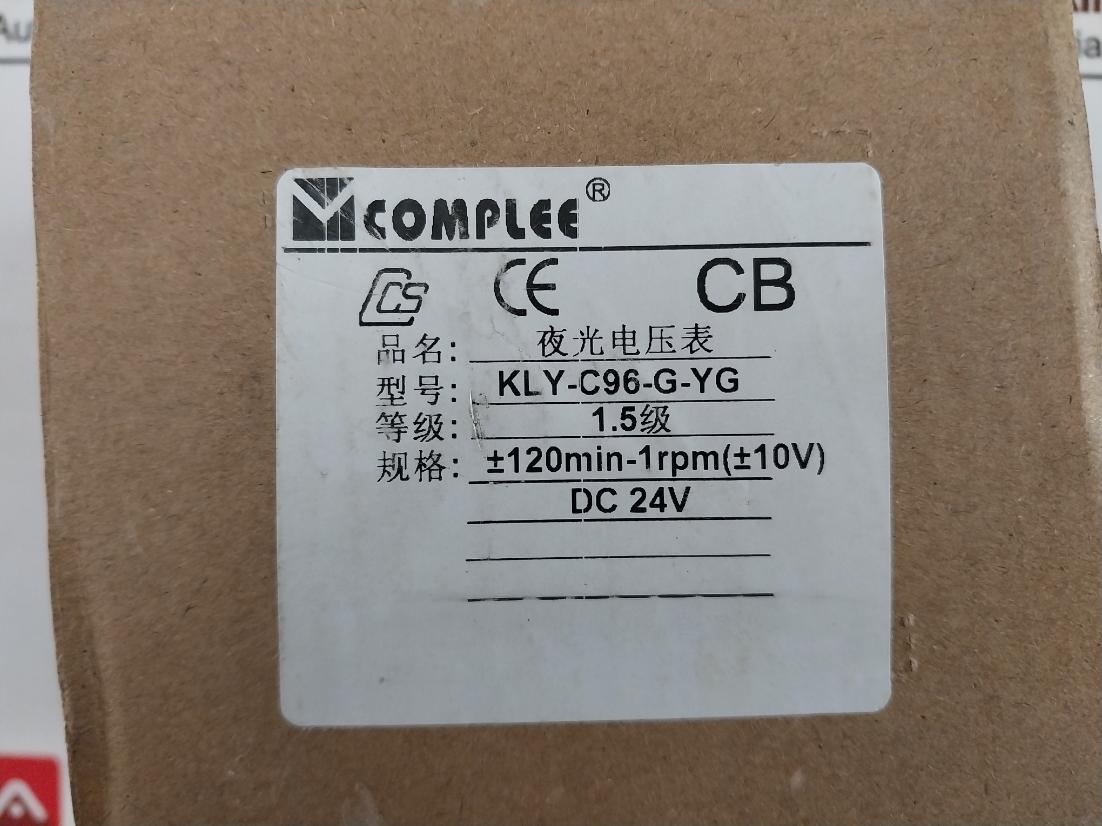 COMPLEE®
CCS CE CB
品名: 夜光电压表
型号: KLY-C96-G-YG
等级: 1.5级
规格: ±120min-1rpm(±10V)
DC 24V